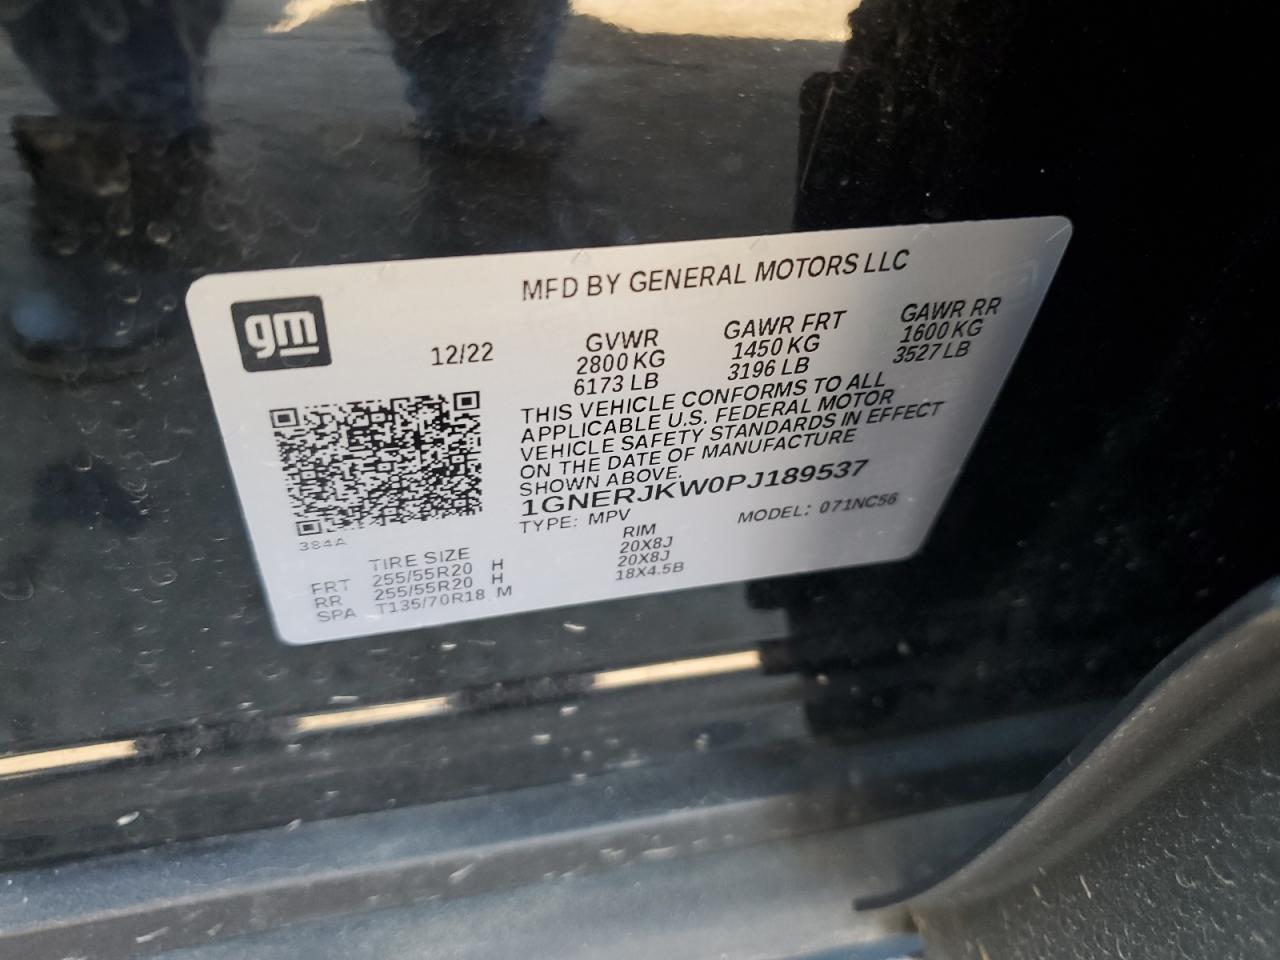 MFD BY GENERAL MOTORS LLC
gm
12/22
GVWR
2800 KG
6173 LB
GAWR FRT
1450 KG
3196 LB
GAWR RR
1600 KG
3527 LB
THIS VEHICLE CONFORMS TO ALL
APPLICABLE U.S. FEDERAL MOTOR
VEHICLE SAFETY STANDARDS IN EFFECT
ON THE DATE OF MANUFACTURE
SHOWN ABOVE.
1GNERJKW0PJ189537
TYPE: MPV
MODEL: 071NC56
384A
TIRE SIZE
RIM
FRT 255/55R20 H 20X8J
RR 255/55R20 H 20X8J
SPA T135/70R18 M 18X4.5B